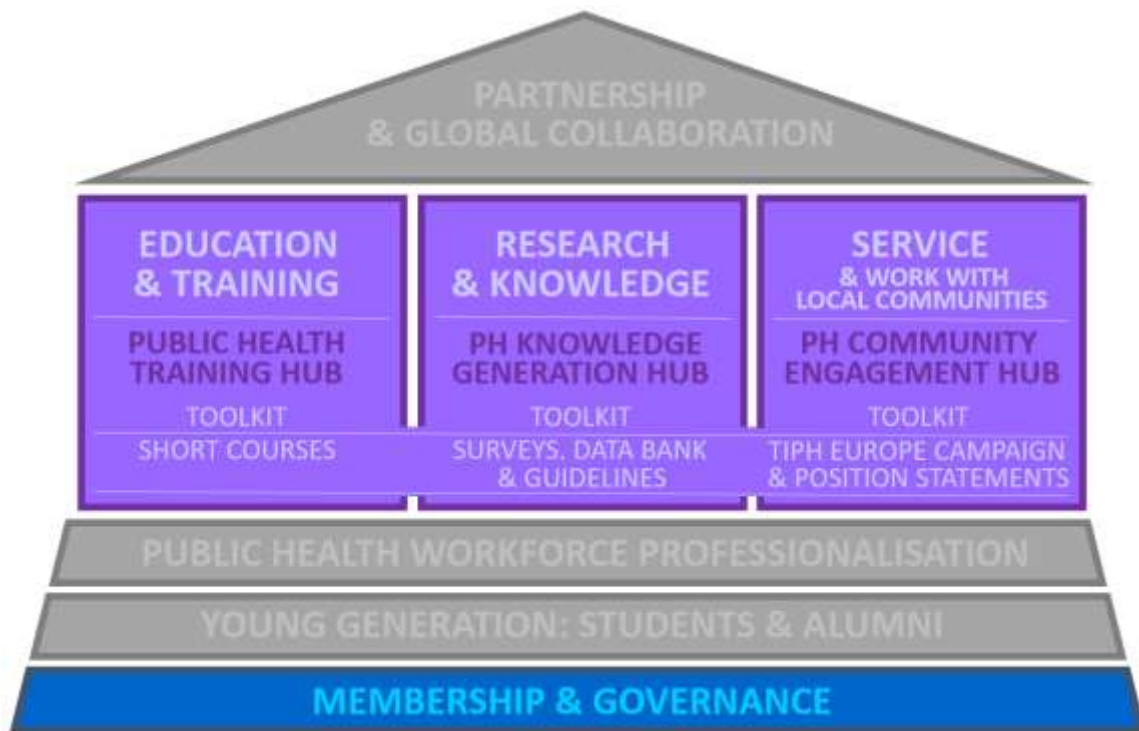 PARTNERSHIP
& GLOBAL COLLABORATION
EDUCATION
& TRAINING
PUBLIC HEALTH
TRAINING HUB
TOOLKIT
SHORT COURSES
RESEARCH
& KNOWLEDGE
PH KNOWLEDGE
GENERATION HUB
TOOLKIT
SURVEYS. DATA BANK
& GUIDELINES
SERVICE
& WORK WITH
LOCAL COMMUNITIES
PH COMMUNITY
ENGAGEMENT HUB
TOOLKIT
TIPH EUROPE CAMPAIGN
& POSITION STATEMENTS
PUBLIC HEALTH WORKFORCE PROFESSIONALISATION
YOUNG GENERATION: STUDENTS & ALUMNI
MEMBERSHIP & GOVERNANCE